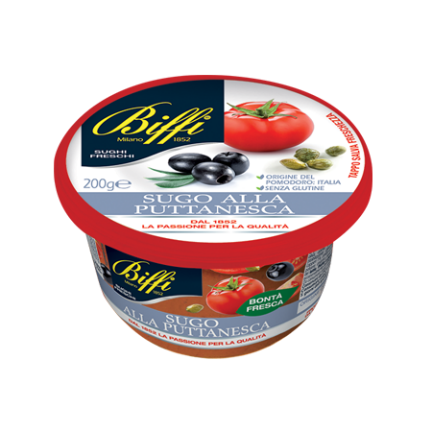 Biffi
Milano 1852
SUGHI
FRESCHI
200g℮
ORIGINE DEL
POMODORO: ITALIA
SENZA GLUTINE
TAPPO SALVA FRESCHEZZA
SUGO ALLA
PUTTANESCA
DAL 1852
LA PASSIONE PER LA QUALITÀ
Biffi
Milano 1852
SUGHI
FRESCHI
BONTÀ
FRESCA
SUGO
ALLA PUTTANESCA
DAL 1852 LA PASSIONE PER LA QUALITÀ